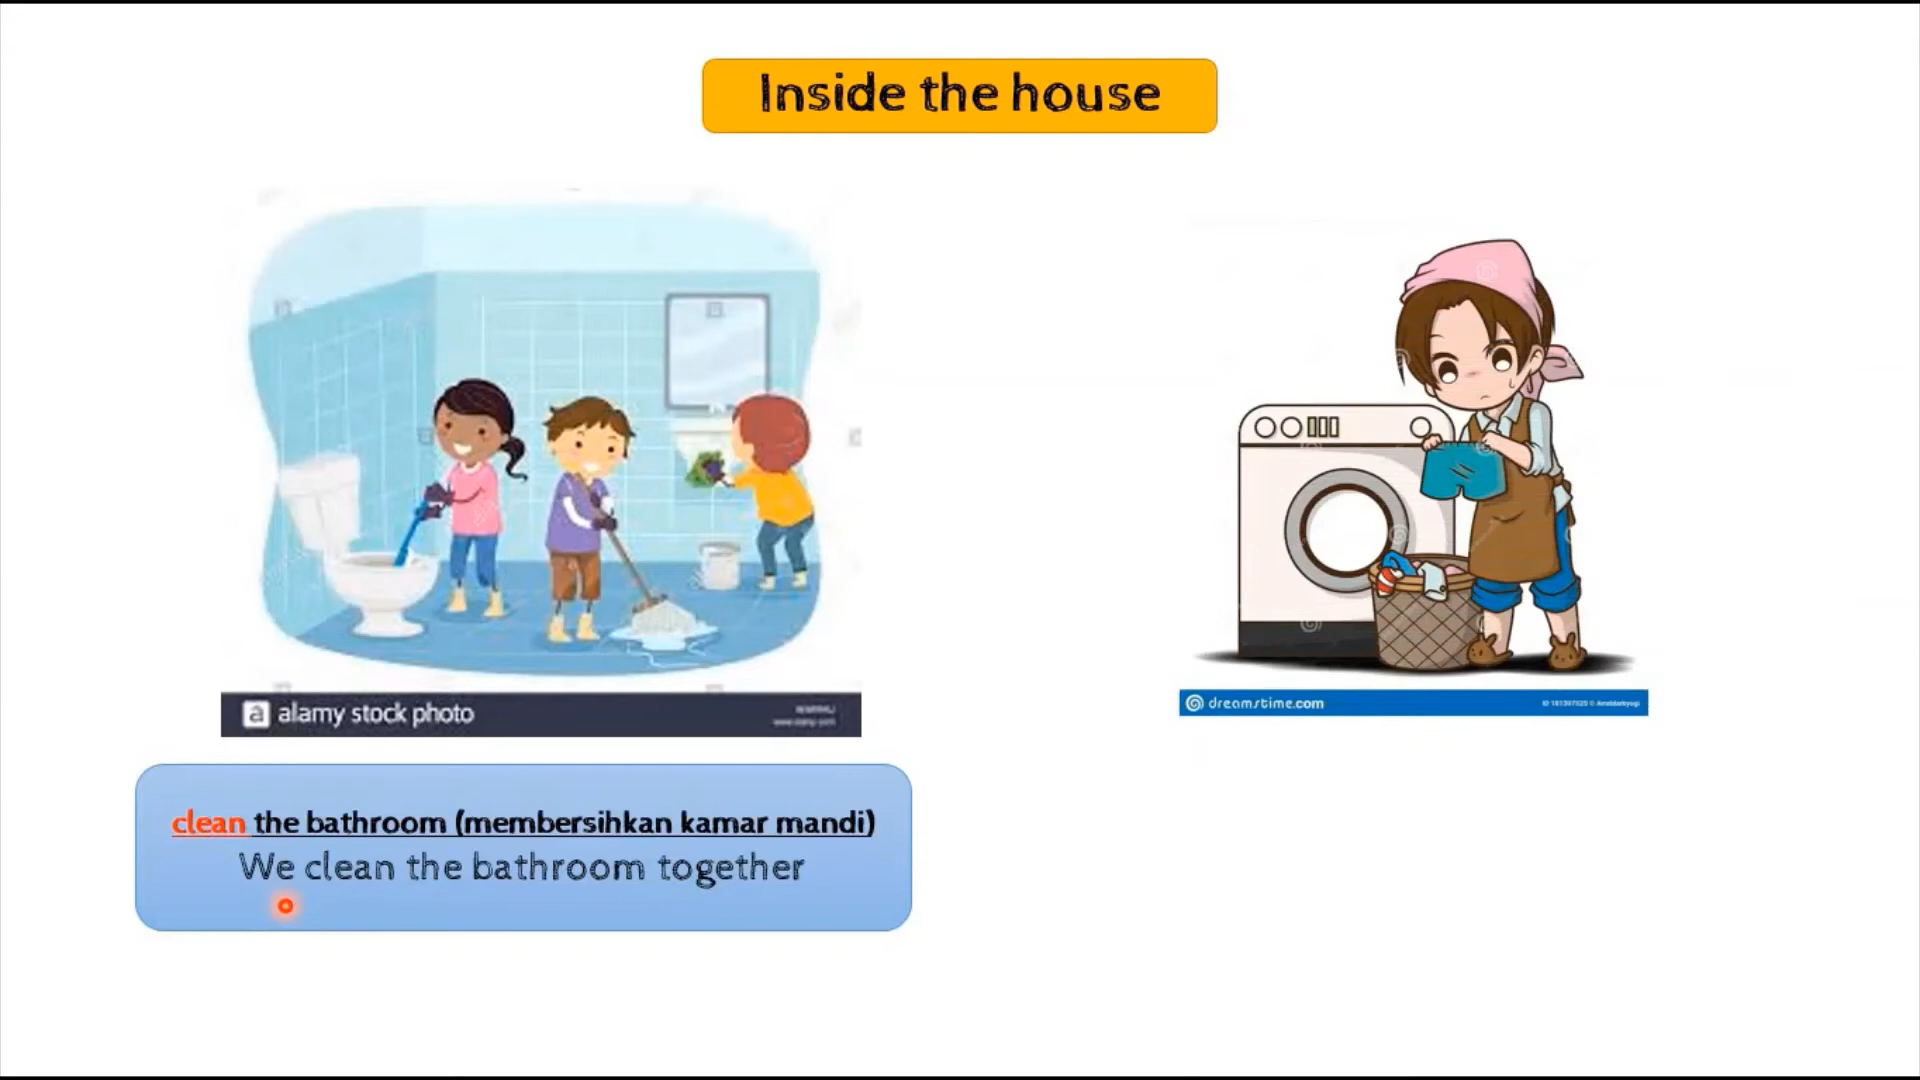 Inside the house
a alamy stock photo
dreamstime.com
clean the bathroom (membersihkan kamar mandi)
We clean the bathroom together